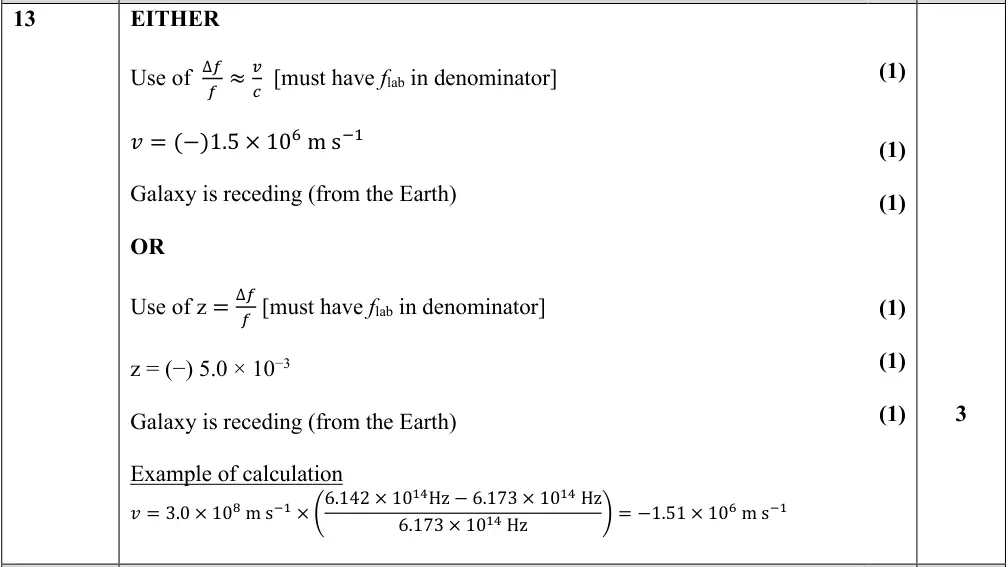 13 EITHER
Use of Δf/f ≈ v/c [must have flab in denominator] (1)
v = (−)1.5 × 10⁶ m s⁻¹ (1)
Galaxy is receding (from the Earth) (1)
OR
Use of z = Δf/f [must have flab in denominator] (1)
z = (−) 5.0 × 10⁻³ (1)
Galaxy is receding (from the Earth) (1) 3
Example of calculation
v = 3.0 × 10⁸ m s⁻¹ × ((6.142 × 10¹⁴Hz − 6.173 × 10¹⁴ Hz)/(6.173 × 10¹⁴ Hz)) = −1.51 × 10⁶ m s⁻¹